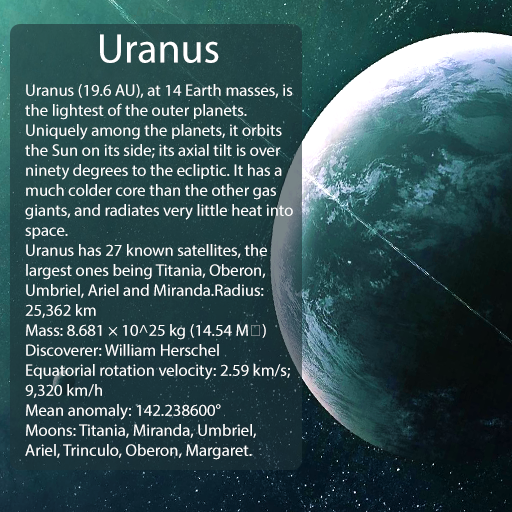 Uranus
Uranus (19.6 AU), at 14 Earth masses, is
the lightest of the outer planets.
Uniquely among the planets, it orbits
the Sun on its side; its axial tilt is over
ninety degrees to the ecliptic. It has a
much colder core than the other gas
giants, and radiates very little heat into
space.
Uranus has 27 known satellites, the
largest ones being Titania, Oberon,
Umbriel, Ariel and Miranda.Radius:
25,362 km
Mass: 8.681 × 10^25 kg (14.54 M□)
Discoverer: William Herschel
Equatorial rotation velocity: 2.59 km/s;
9,320 km/h
Mean anomaly: 142.238600°
Moons: Titania, Miranda, Umbriel,
Ariel, Trinculo, Oberon, Margaret.